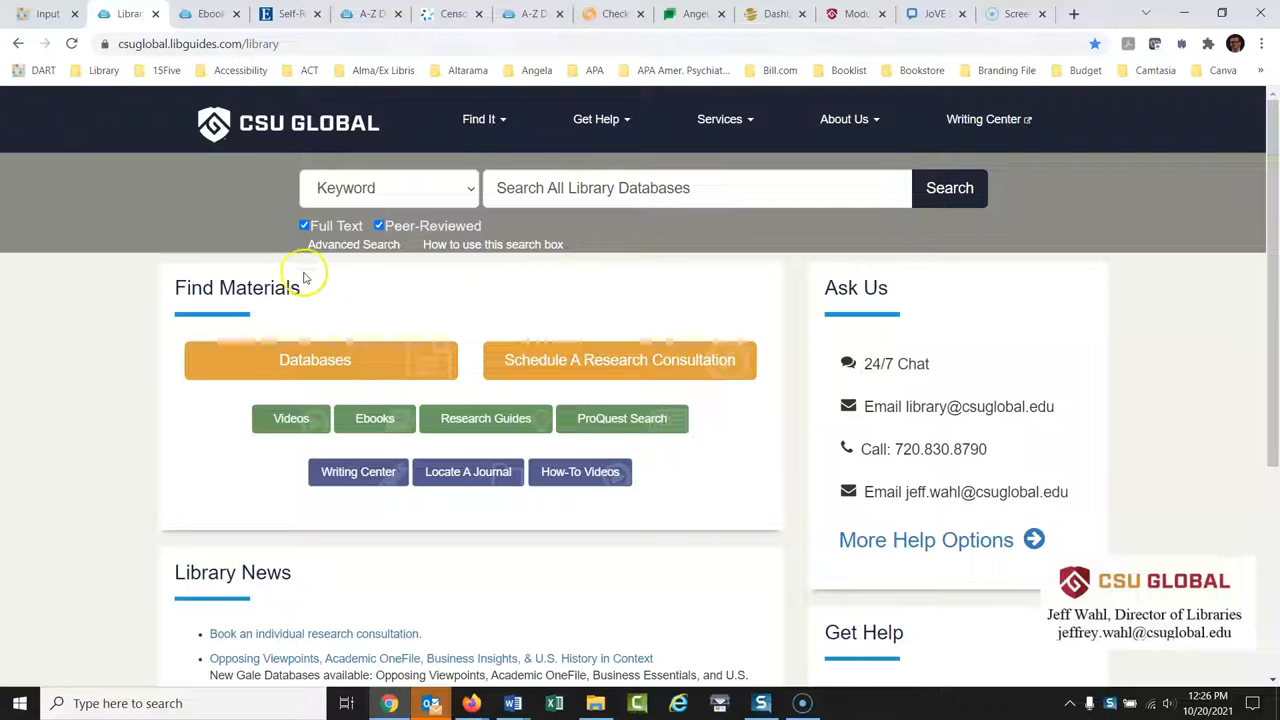 Input
Library
Ebook
Self-R
A-Z D
Censo
A-Z D
Check
Angel
Dashb
Modu
JoVE
Scree
csuglobal.libguides.com/library
DART
Library
15Five
Accessibility
ACT
Alma/Ex Libris
Altarama
Angela
APA
APA Amer. Psychiat...
Bill.com
Booklist
Bookstore
Branding File
Budget
Camtasia
Canva
»
CSU GLOBAL
Find It
Get Help
Services
About Us
Writing Center
Keyword
Search All Library Databases
Search
Full Text
Peer-Reviewed
Advanced Search
How to use this search box
Find Materials
Databases
Schedule A Research Consultation
Videos
Ebooks
Research Guides
ProQuest Search
Writing Center
Locate A Journal
How-To Videos
Library News
Book an individual research consultation.
Opposing Viewpoints, Academic OneFile, Business Insights, & U.S. History in Context
New Gale Databases available: Opposing Viewpoints, Academic OneFile, Business Essentials, and U.S.
Ask Us
24/7 Chat
Email library@csuglobal.edu
Call: 720.830.8790
Email jeff.wahl@csuglobal.edu
More Help Options
Get Help
CSU GLOBAL
Jeff Wahl, Director of Libraries
jeffrey.wahl@csuglobal.edu
Type here to search
12:26 PM
10/20/2021